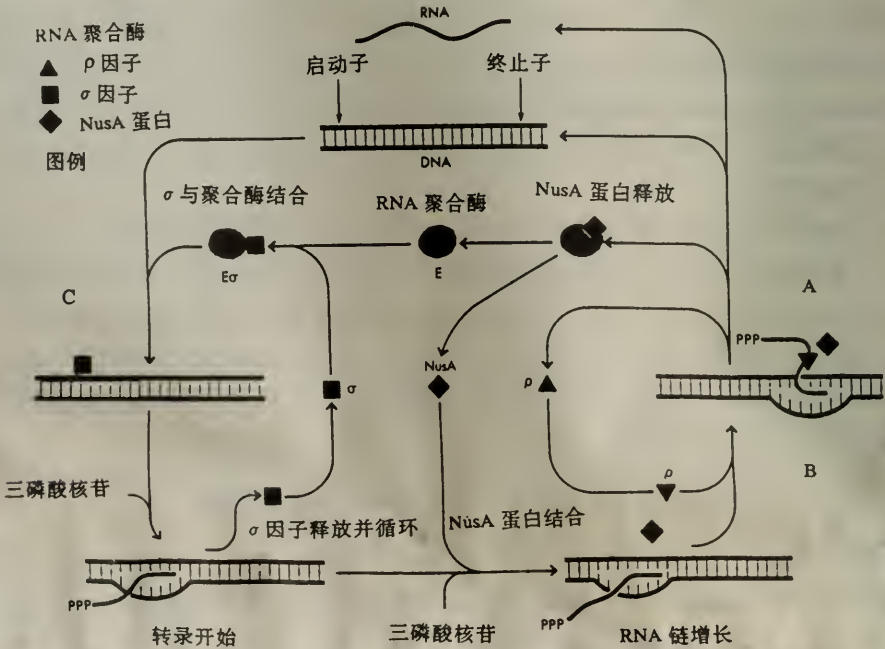 RNA 聚合酶
ρ 因子
σ 因子
NusA 蛋白
图例
RNA
启动子
终止子
DNA
σ 与聚合酶结合
RNA 聚合酶
NusA 蛋白释放
Eσ
E
C
A
PPP
NusA
σ
ρ
B
ρ
三磷酸核苷
σ 因子释放并循环
NusA 蛋白结合
PPP
PPP
转录开始
三磷酸核苷
RNA 链增长